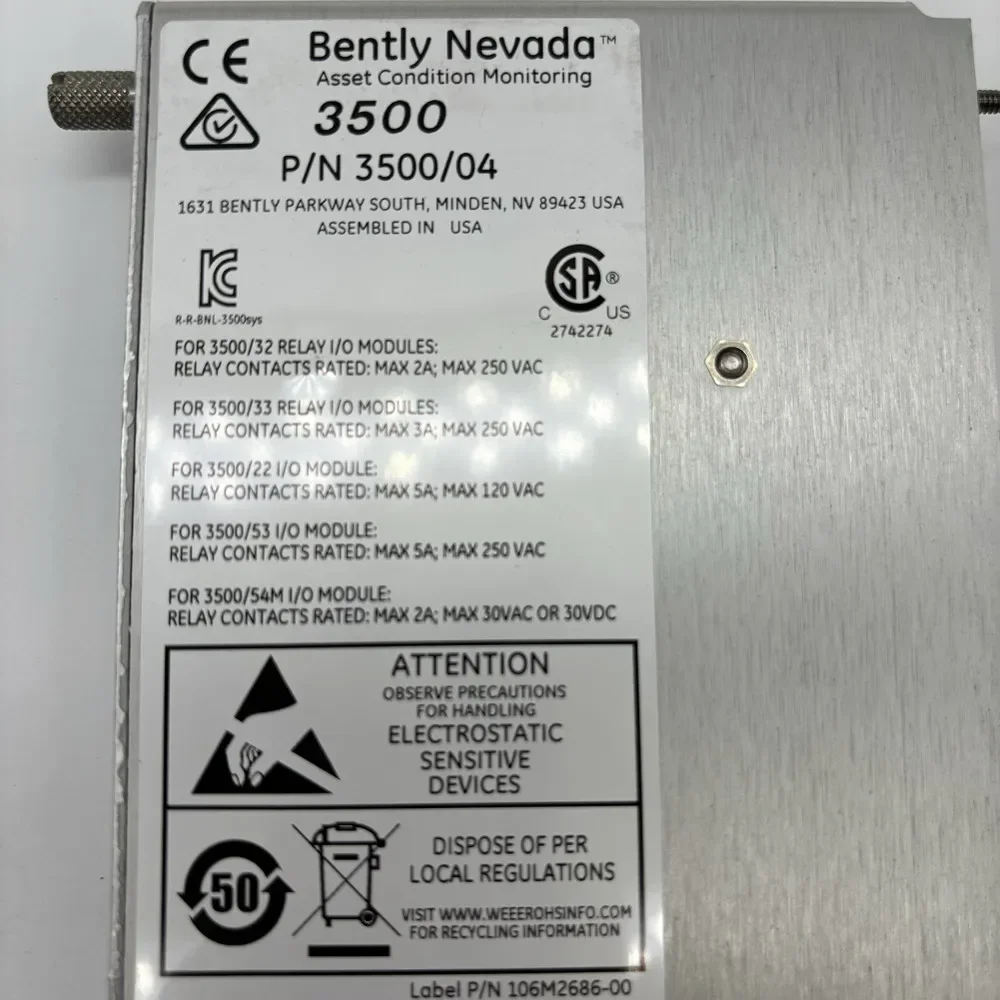 CE
Bently Nevada™
Asset Condition Monitoring
3500
P/N 3500/04
1631 BENTLY PARKWAY SOUTH, MINDEN, NV 89423 USA
ASSEMBLED IN USA
KC
R-R-BNL-3500sys
SA ®
C US
2742274
FOR 3500/32 RELAY I/O MODULES:
RELAY CONTACTS RATED: MAX 2A; MAX 250 VAC
FOR 3500/33 RELAY I/O MODULES:
RELAY CONTACTS RATED: MAX 3A; MAX 250 VAC
FOR 3500/22 I/O MODULE:
RELAY CONTACTS RATED: MAX 5A; MAX 120 VAC
FOR 3500/53 I/O MODULE:
RELAY CONTACTS RATED: MAX 5A; MAX 250 VAC
FOR 3500/54M I/O MODULE:
RELAY CONTACTS RATED: MAX 2A; MAX 30VAC OR 30VDC
ATTENTION
OBSERVE PRECAUTIONS
FOR HANDLING
ELECTROSTATIC
SENSITIVE
DEVICES
50
DISPOSE OF PER
LOCAL REGULATIONS
VISIT WWW.WEEEROHSINFO.COM
FOR RECYCLING INFORMATION
Label P/N 106M2686-00